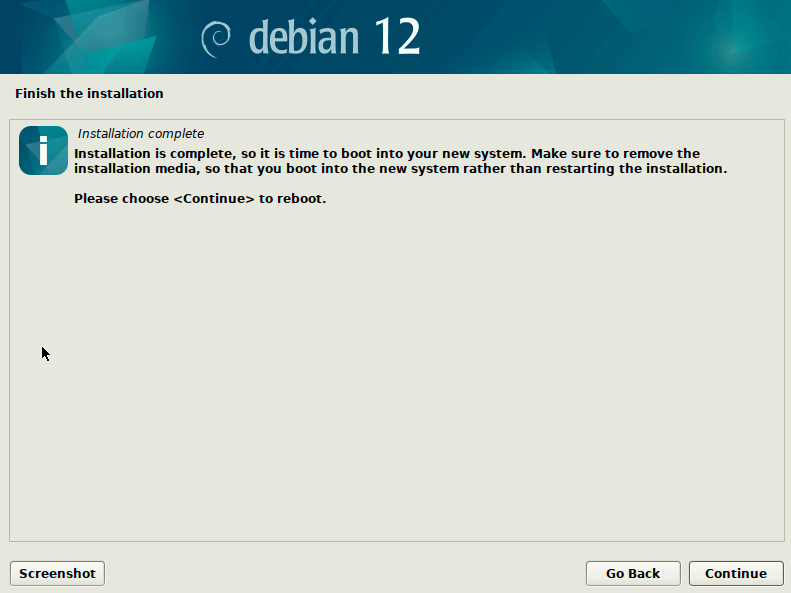 debian 12
Finish the installation
Installation complete
Installation is complete, so it is time to boot into your new system. Make sure to remove the
installation media, so that you boot into the new system rather than restarting the installation.
Please choose <Continue> to reboot.
Screenshot
Go Back
Continue